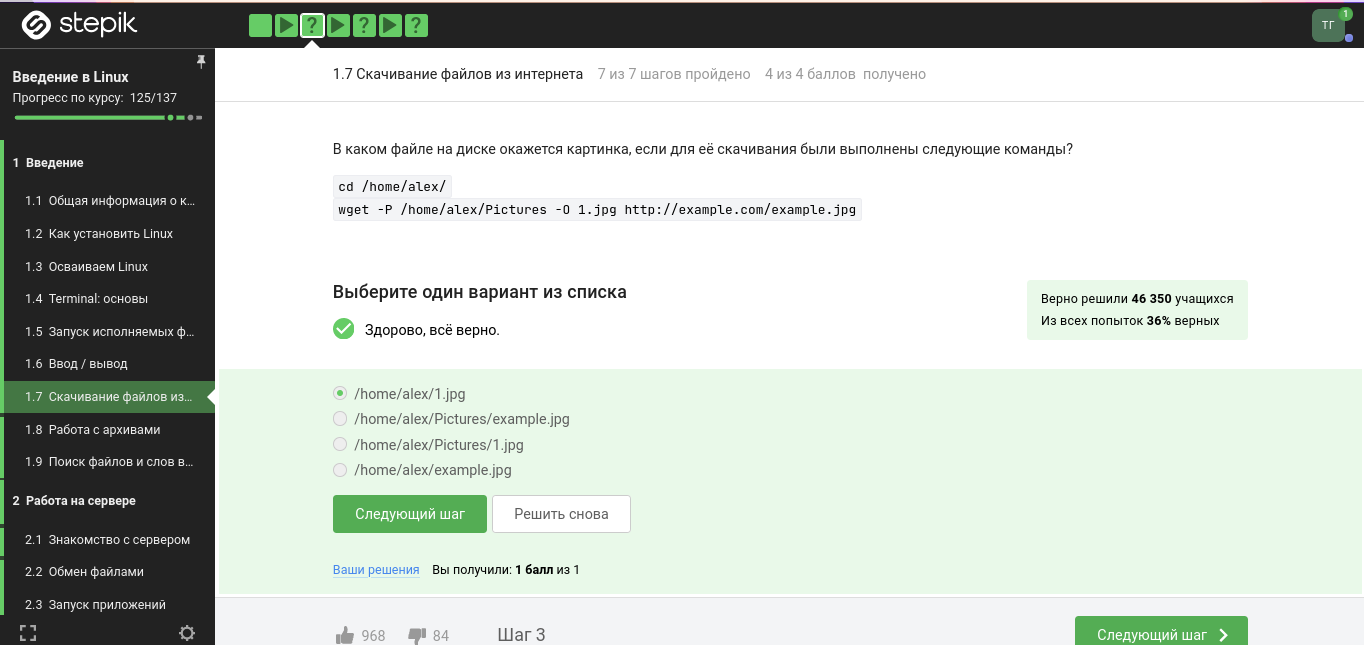 stepik
?
?
?
ТГ
1
Введение в Linux
Прогресс по курсу: 125/137
1 Введение
1.1 Общая информация о к…
1.2 Как установить Linux
1.3 Осваиваем Linux
1.4 Terminal: основы
1.5 Запуск исполняемых ф…
1.6 Ввод / вывод
1.7 Скачивание файлов из…
1.8 Работа с архивами
1.9 Поиск файлов и слов в…
2 Работа на сервере
2.1 Знакомство с сервером
2.2 Обмен файлами
2.3 Запуск приложений
1.7 Скачивание файлов из интернета 7 из 7 шагов пройдено 4 из 4 баллов получено
В каком файле на диске окажется картинка, если для её скачивания были выполнены следующие команды?
cd /home/alex/
wget -P /home/alex/Pictures -O 1.jpg http://example.com/example.jpg
Выберите один вариант из списка
Здорово, всё верно.
Верно решили 46 350 учащихся
Из всех попыток 36% верных
/home/alex/1.jpg
/home/alex/Pictures/example.jpg
/home/alex/Pictures/1.jpg
/home/alex/example.jpg
Следующий шаг Решить снова
Ваши решения Вы получили: 1 балл из 1
968 84 Шаг 3 Следующий шаг